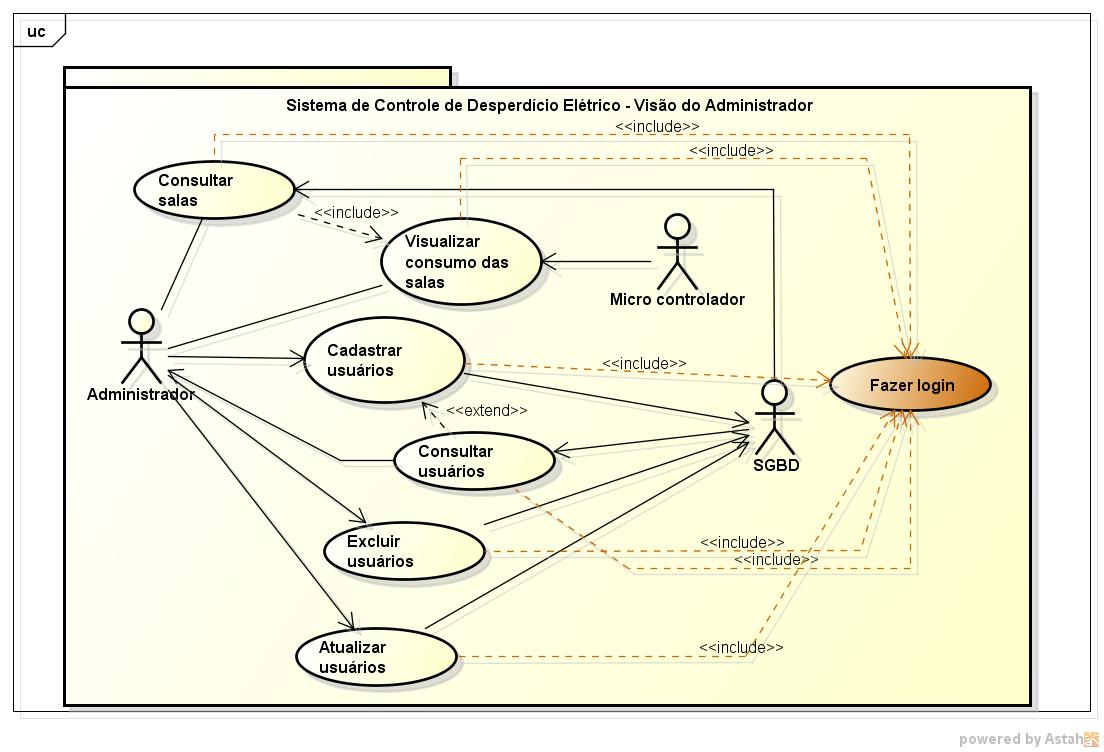 uc
Sistema de Controle de Desperdício Elétrico - Visão do Administrador
<<include>>
<<include>>
Consultar
salas
<<include>>
Visualizar
consumo das
salas
Micro controlador
Cadastrar
usuários
<<include>>
Fazer login
Administrador
<<extend>>
Consultar
usuários
SGBD
Excluir
usuários
<<include>>
<<include>>
Atualizar
usuários
<<include>>
powered by Astah